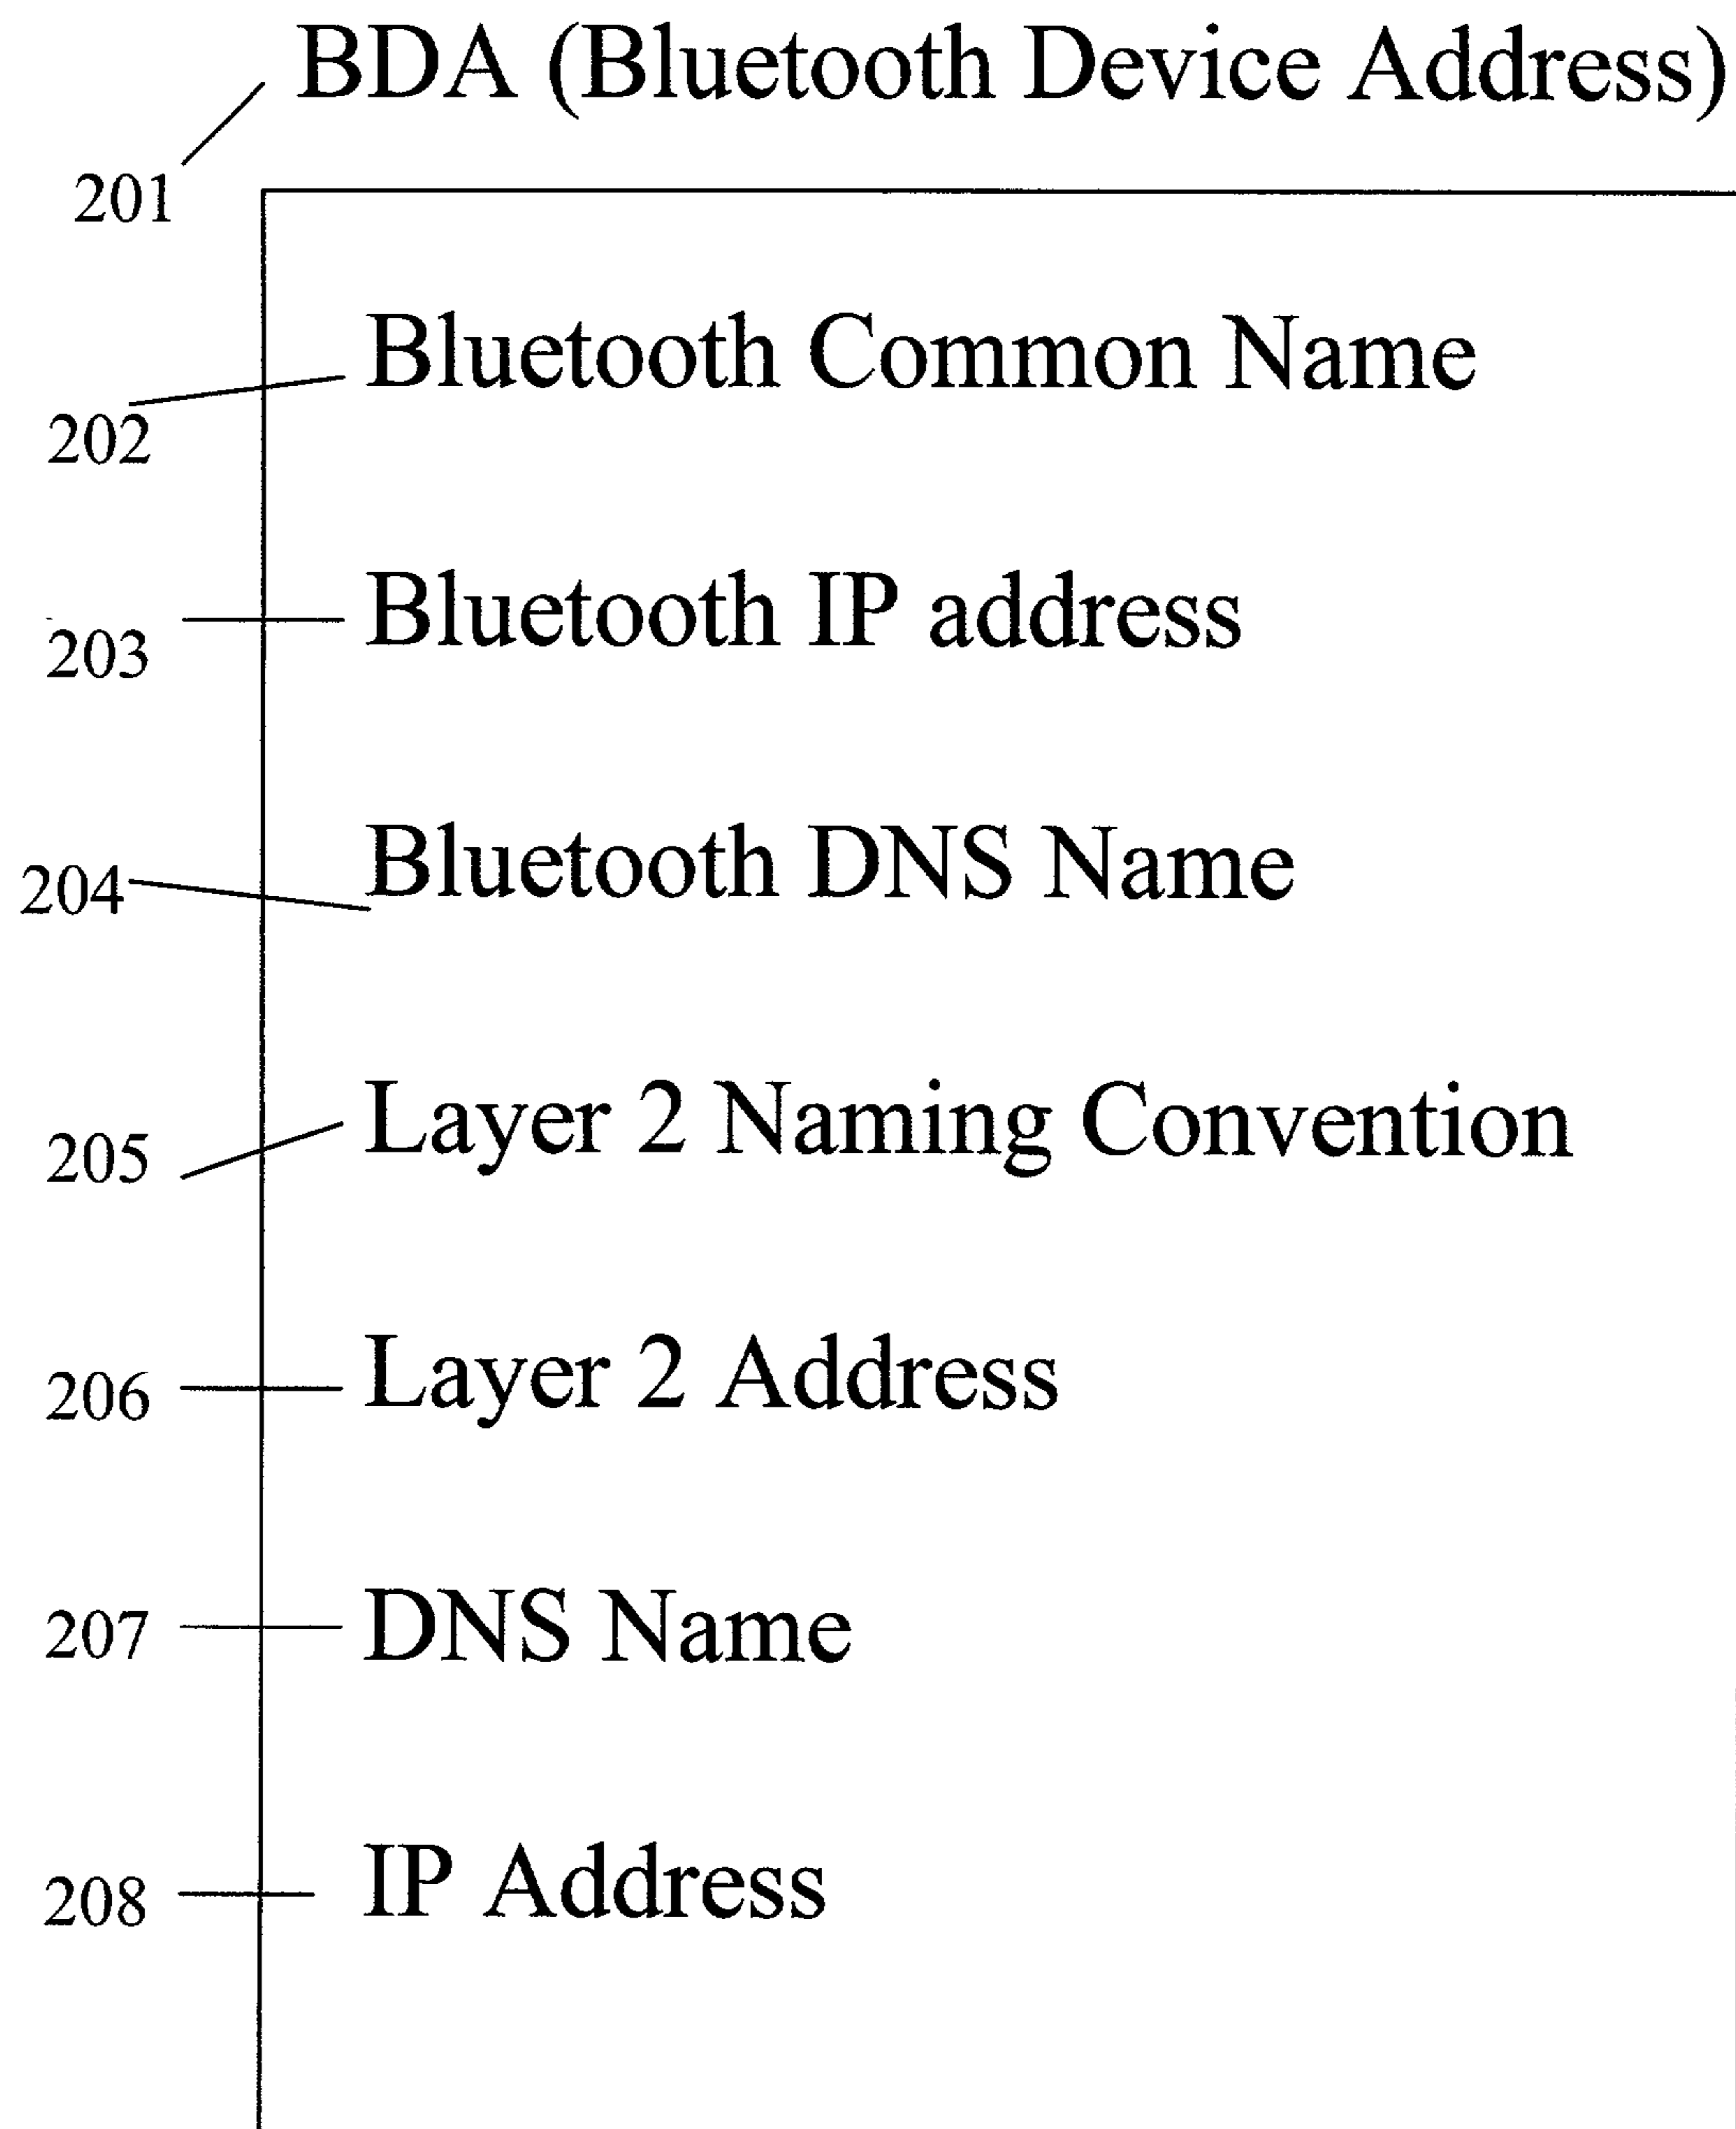 BDA (Bluetooth Device Address)
201
Bluetooth Common Name
202
Bluetooth IP address
203
Bluetooth DNS Name
204
Layer 2 Naming Convention
205
Layer 2 Address
206
DNS Name
207
IP Address
208